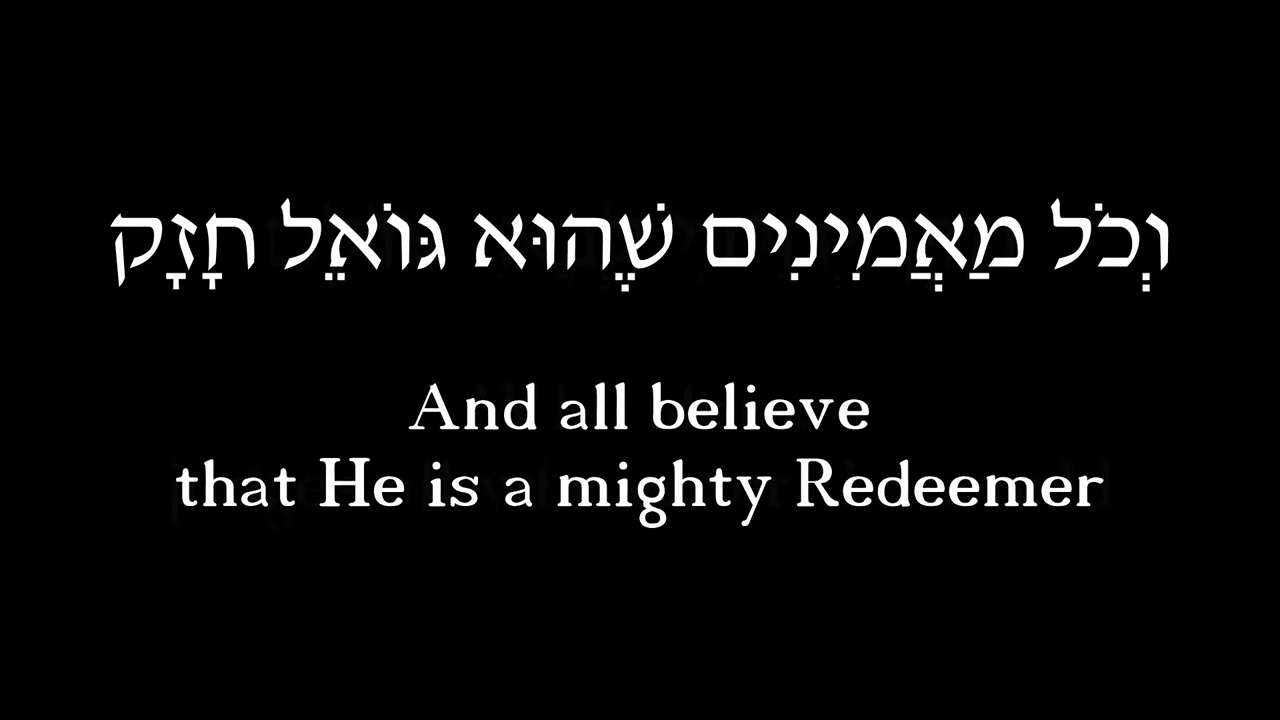 וְכֹל מַאֲמִינִים שֶׁהוּא גּוֹאֵל חָזָק
And all believe
that He is a mighty Redeemer